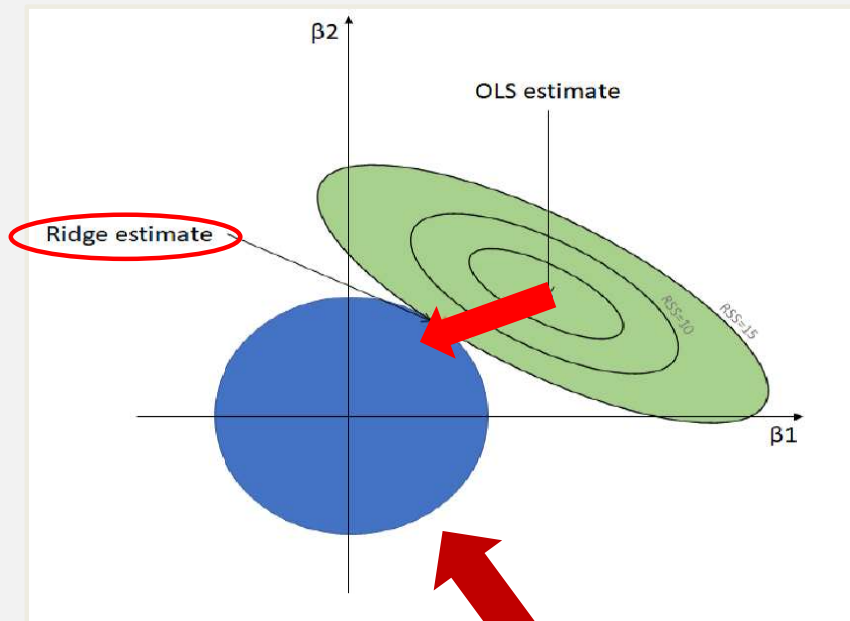 β2
OLS estimate
Ridge estimate
RSS=10
RSS=15
β1